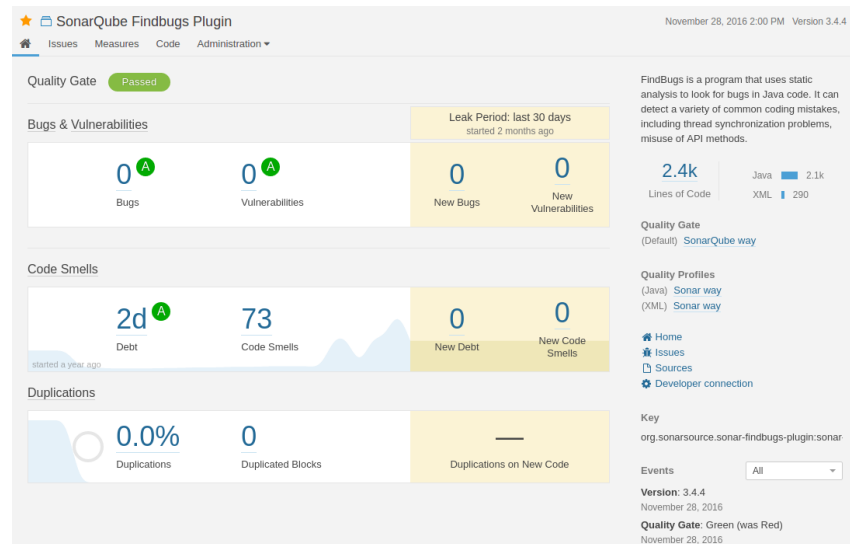 SonarQube Findbugs Plugin
November 28, 2016 2:00 PM Version 3.4.4
Issues Measures Code Administration
Quality Gate Passed
Bugs & Vulnerabilities
Leak Period: last 30 days
started 2 months ago
0 A
Bugs
0 A
Vulnerabilities
0
New Bugs
0
New
Vulnerabilities
Code Smells
2d A
Debt
73
Code Smells
started a year ago
0
New Debt
0
New Code
Smells
Duplications
0.0%
Duplications
0
Duplicated Blocks
—
Duplications on New Code
FindBugs is a program that uses static
analysis to look for bugs in Java code. It can
detect a variety of common coding mistakes,
including thread synchronization problems,
misuse of API methods.
2.4k
Lines of Code
Java 2.1k
XML 290
Quality Gate
(Default) SonarQube way
Quality Profiles
(Java) Sonar way
(XML) Sonar way
Home
Issues
Sources
Developer connection
Key
org.sonarsource.sonar-findbugs-plugin:sonar-
Events All
Version: 3.4.4
November 28, 2016
Quality Gate: Green (was Red)
November 28, 2016